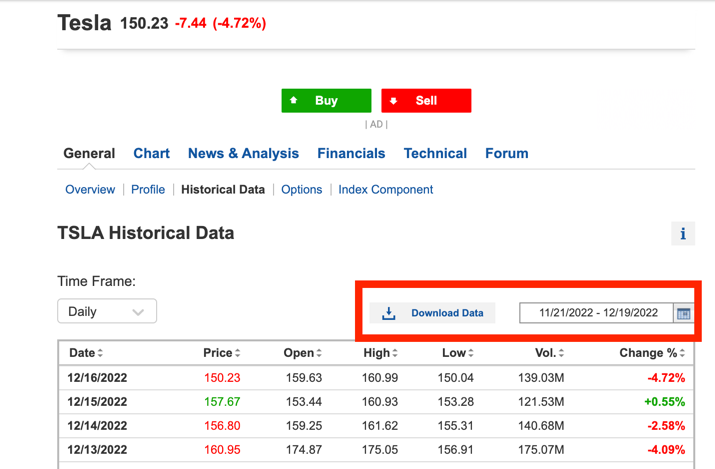 Tesla 150.23 -7.44 (-4.72%)
Buy Sell
| AD |
General Chart News & Analysis Financials Technical Forum
Overview | Profile | Historical Data | Options | Index Component
TSLA Historical Data i
Time Frame:
Daily Download Data 11/21/2022 - 12/19/2022
Date Price Open High Low Vol. Change %
12/16/2022 150.23 159.63 160.99 150.04 139.03M -4.72%
12/15/2022 157.67 153.44 160.93 153.28 121.53M +0.55%
12/14/2022 156.80 159.25 161.62 155.31 140.68M -2.58%
12/13/2022 160.95 174.87 175.05 156.91 175.07M -4.09%